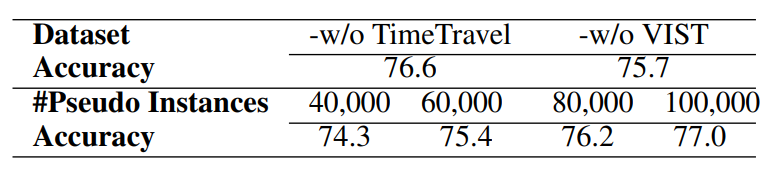 Dataset -w/o TimeTravel -w/o VIST
Accuracy 76.6 75.7
#Pseudo Instances 40,000 60,000 80,000 100,000
Accuracy 74.3 75.4 76.2 77.0